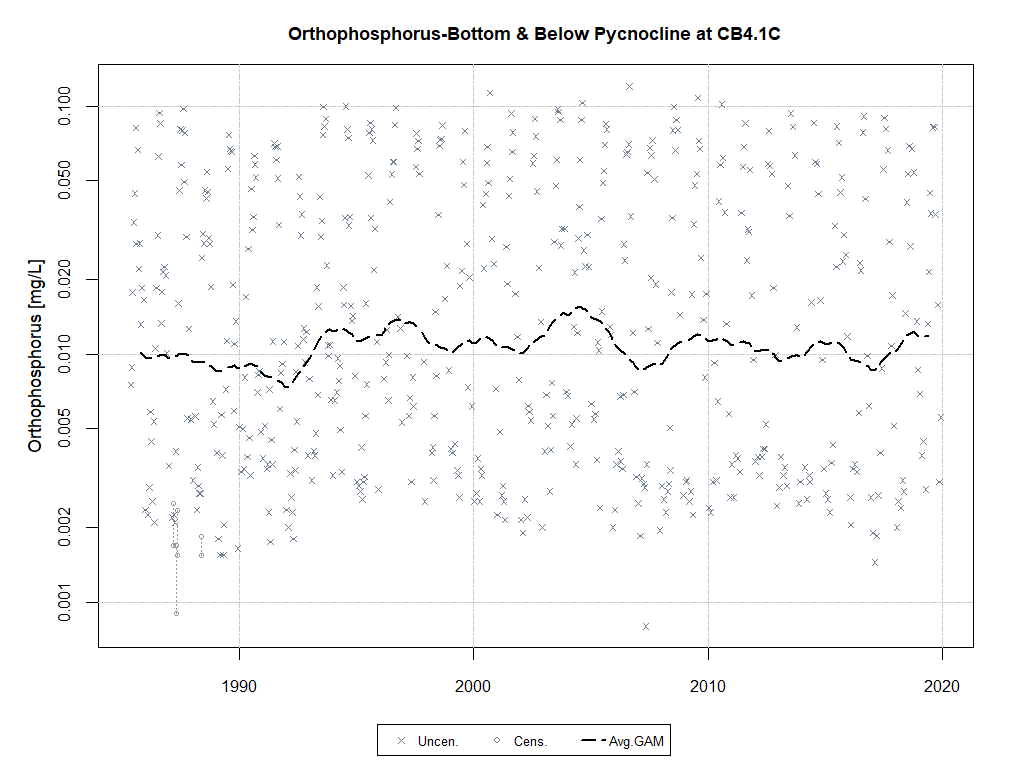 Orthophosphorus-Bottom & Below Pycnocline at CB4.1C
Orthophosphorus [mg/L]
0.100
0.050
0.020
0.010
0.005
0.002
0.001
1990
2000
2010
2020
Uncen.
Cens.
Avg.GAM